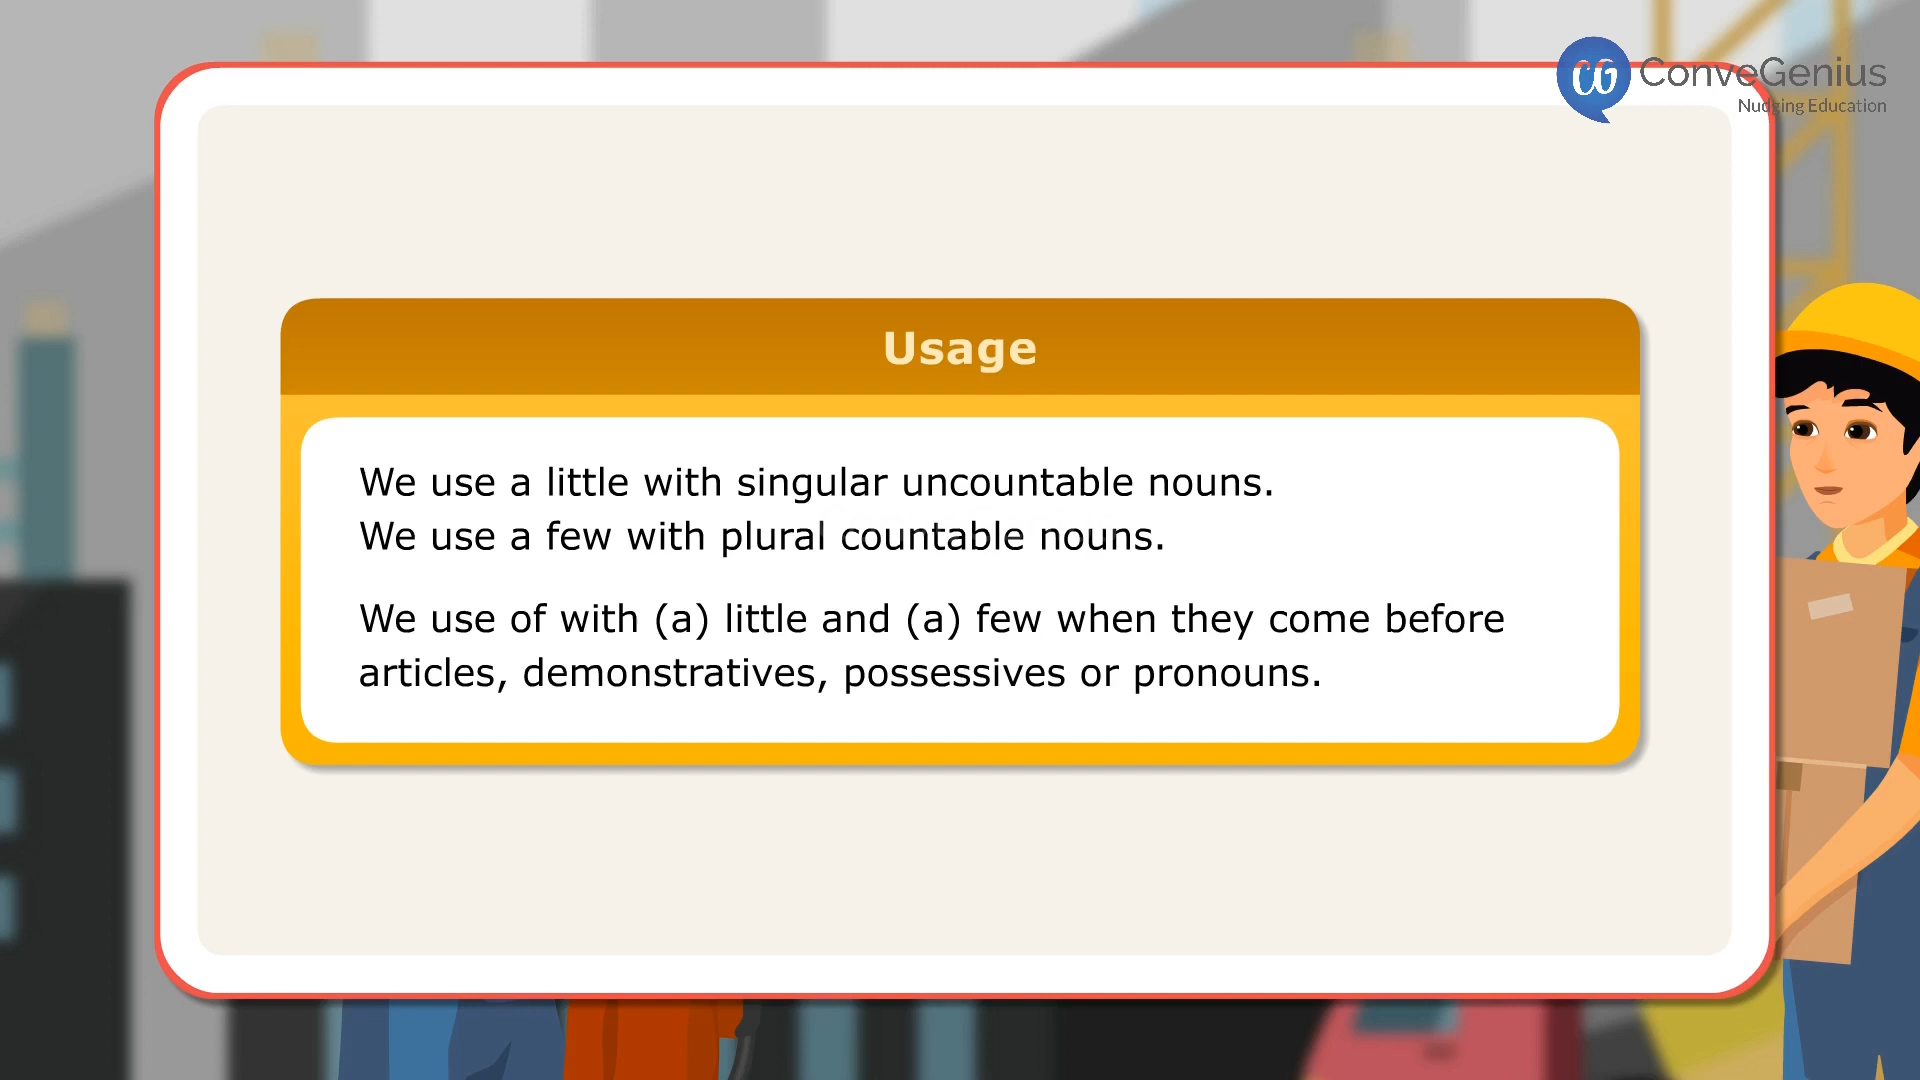 CG ConveGenius
Nudging Education
Usage
We use a little with singular uncountable nouns.
We use a few with plural countable nouns.
We use of with (a) little and (a) few when they come before
articles, demonstratives, possessives or pronouns.